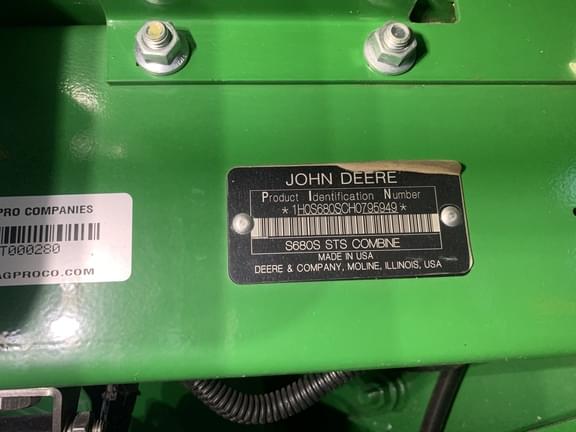 PRO COMPANIES
T000280
AGPROCO.COM
JOHN DEERE
Product Identification Number
*1H0S680SCH0795949*
S680S STS COMBINE
MADE IN USA
DEERE & COMPANY, MOLINE, ILLINOIS, USA